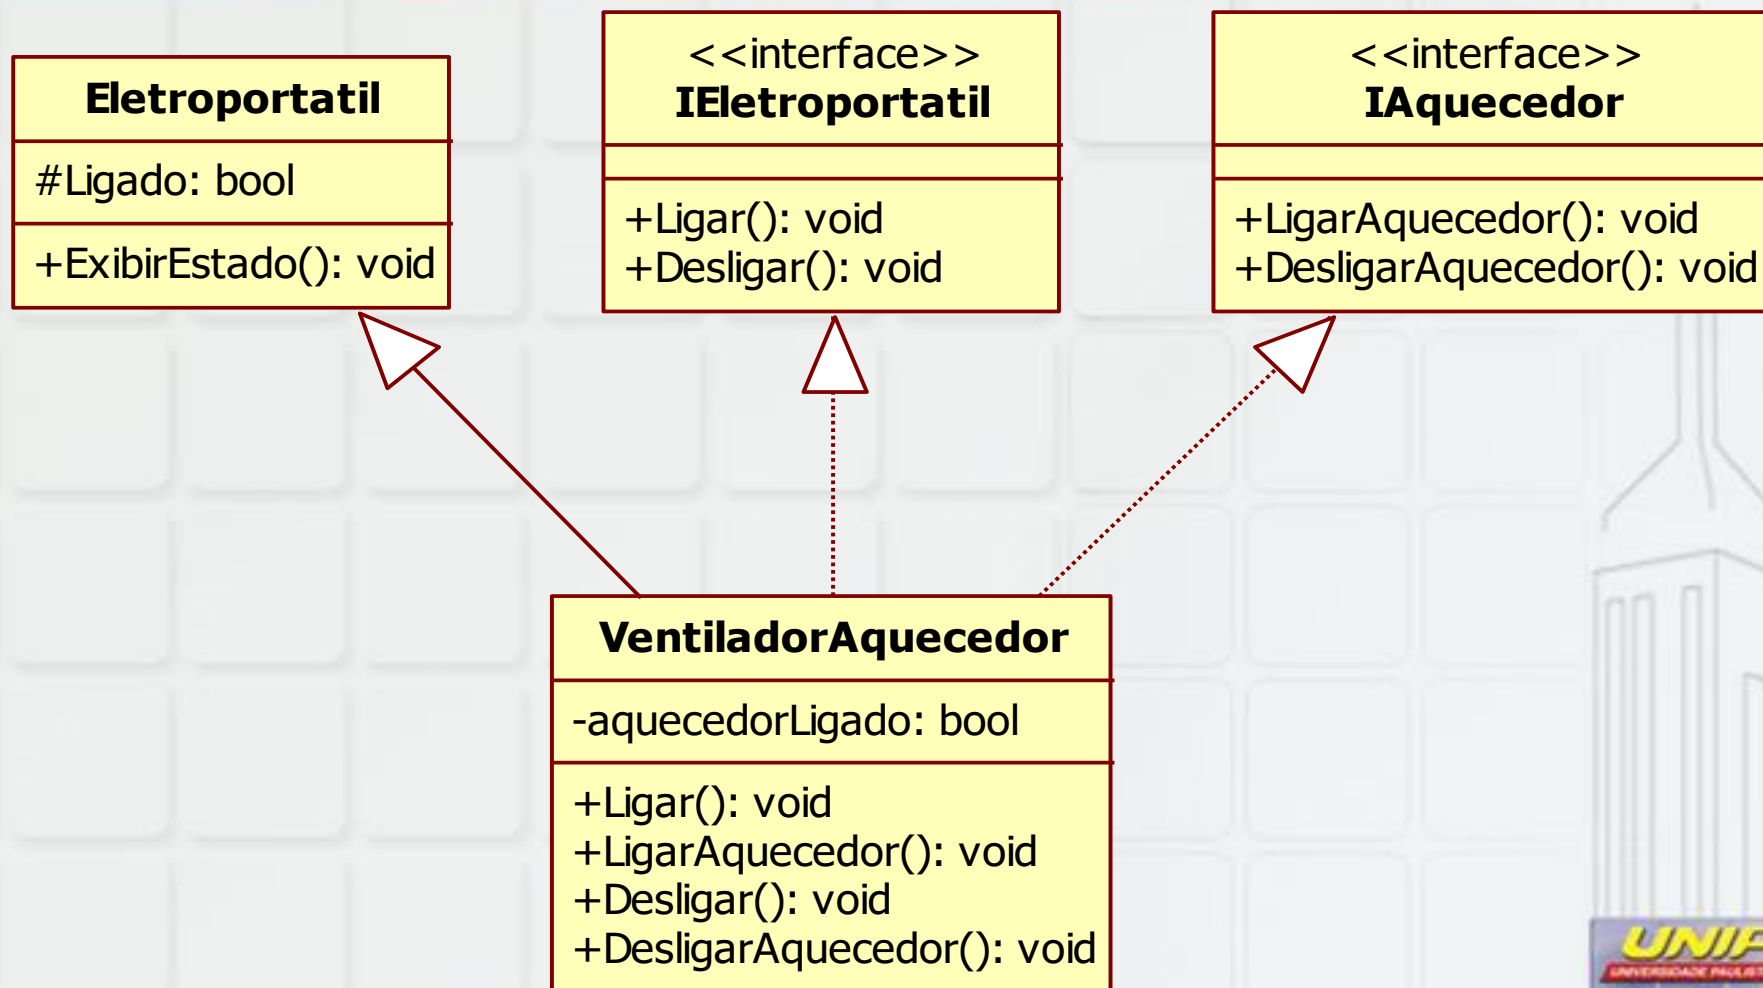 Eletroportatil
#Ligado: bool
+ExibirEstado(): void
<<interface>>
IEletroportatil
+Ligar(): void
+Desligar(): void
<<interface>>
IAquecedor
+LigarAquecedor(): void
+DesligarAquecedor(): void
VentiladorAquecedor
-aquecedorLigado: bool
+Ligar(): void
+LigarAquecedor(): void
+Desligar(): void
+DesligarAquecedor(): void